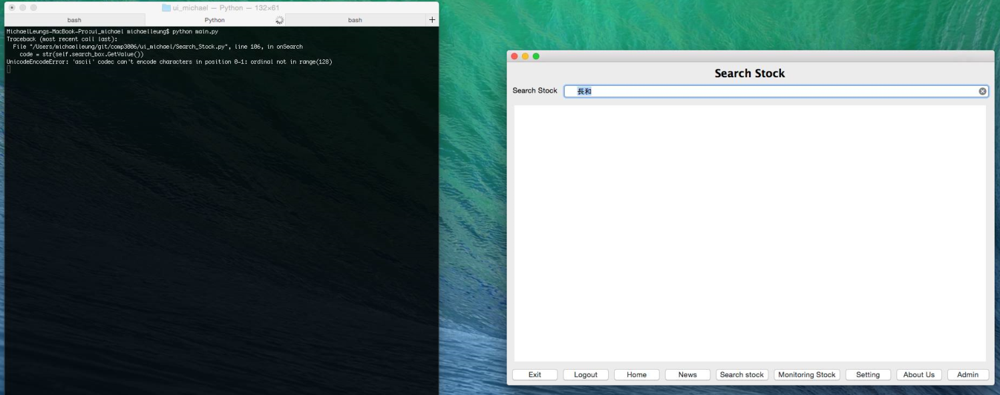 ui_michael — Python — 132×61
bash
Python
bash
+
MichaelLeungs-MacBook-Pro:ui_michael michaelleung$ python main.py
Traceback (most recent call last):
  File "/Users/michaelleung/git/comp3006/ui_michael/Search_Stock.py", line 106, in onSearch
    code = str(self.search_box.GetValue())
UnicodeEncodeError: 'ascii' codec can't encode characters in position 0-1: ordinal not in range(128)
Search Stock
Search Stock 長和
Exit Logout Home News Search stock Monitoring Stock Setting About Us Admin